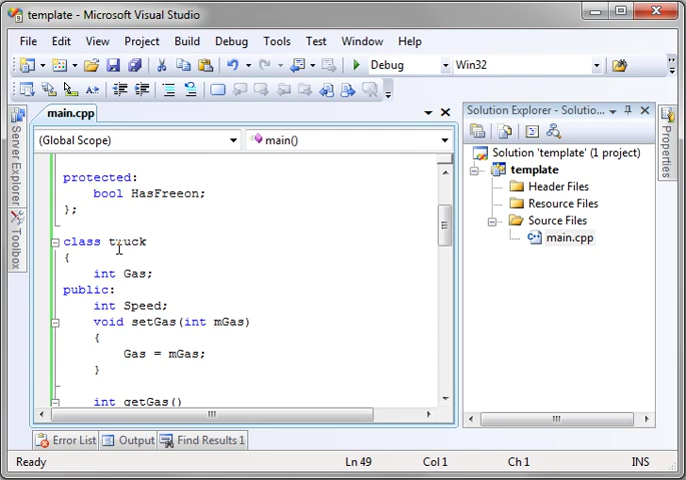 template - Microsoft Visual Studio
File Edit View Project Build Debug Tools Test Window Help
Debug Win32
main.cpp
(Global Scope) main()
protected:
bool HasFreeon;
};
class truck
{
int Gas;
public:
int Speed;
void setGas(int mGas)
{
Gas = mGas;
}
int getGas()
Solution Explorer - Solutio...
Solution 'template' (1 project)
template
Header Files
Resource Files
Source Files
main.cpp
Server Explorer
Toolbox
Properties
Error List Output Find Results 1
Ready Ln 49 Col 1 Ch 1 INS